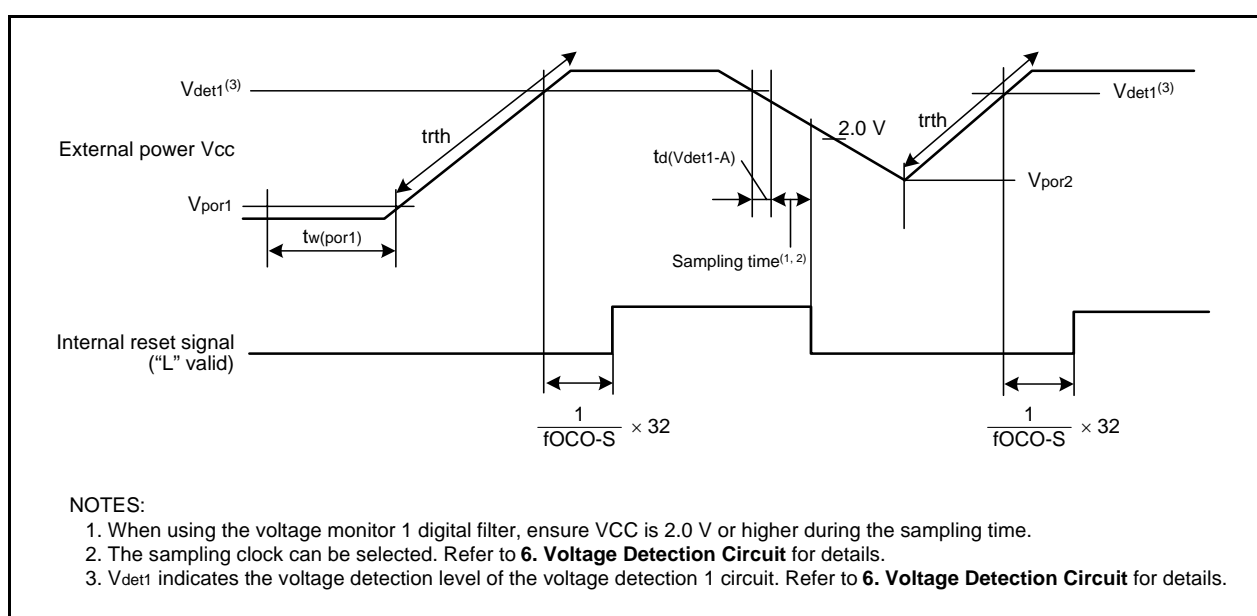 Vdet1(3)
Vdet1(3)
trth
trth
2.0 V
External power Vcc
td(Vdet1-A)
Vpor2
Vpor1
tw(por1)
Sampling time(1, 2)
Internal reset signal
(“L” valid)
1
fOCO-S
× 32
1
fOCO-S
× 32
NOTES:
1. When using the voltage monitor 1 digital filter, ensure VCC is 2.0 V or higher during the sampling time.
2. The sampling clock can be selected. Refer to 6. Voltage Detection Circuit for details.
3. Vdet1 indicates the voltage detection level of the voltage detection 1 circuit. Refer to 6. Voltage Detection Circuit for details.